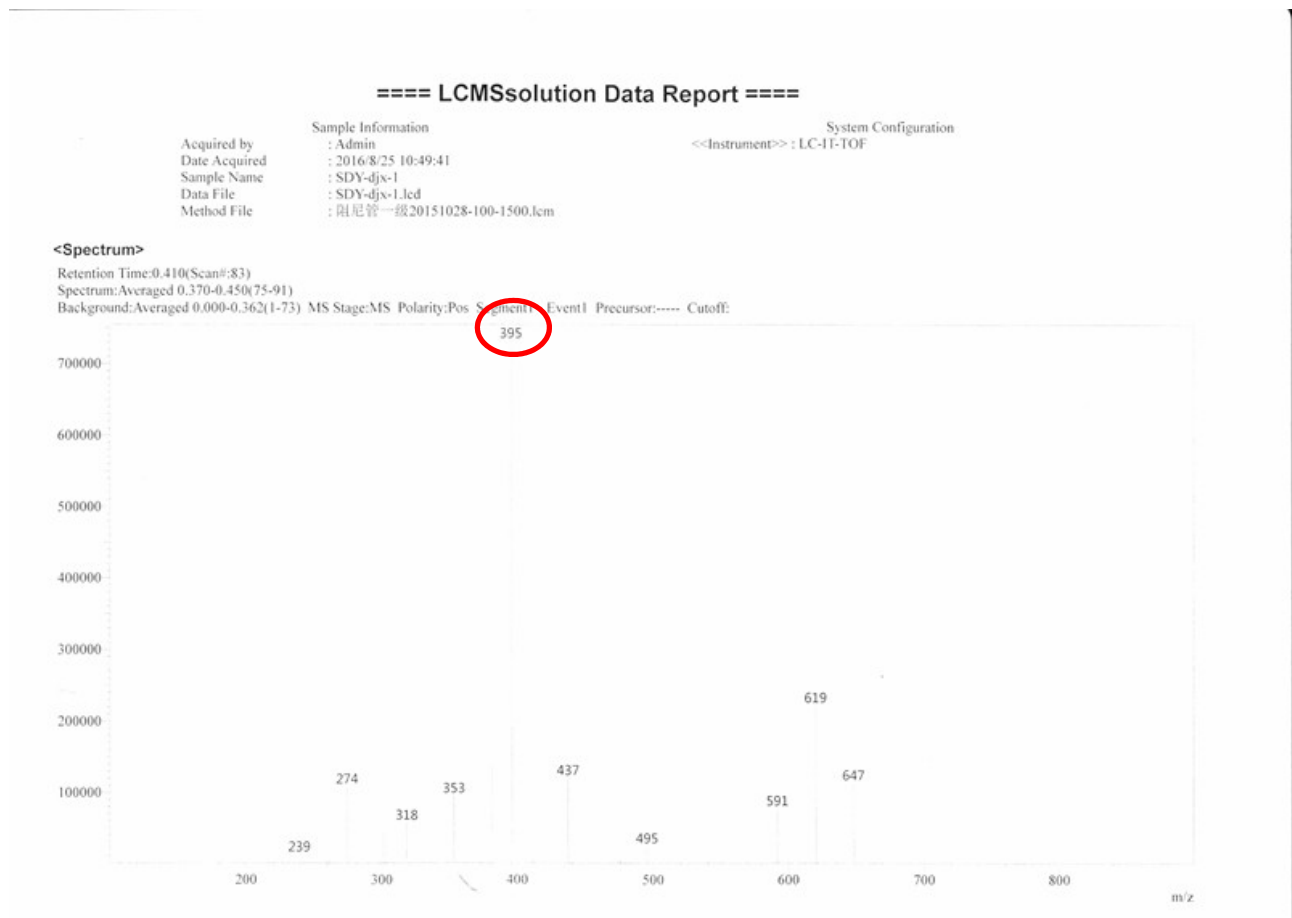 ==== LCMSsolution Data Report ====
Sample Information
System Configuration
Acquired by : Admin
<<Instrument>> : LC-IT-TOF
Date Acquired : 2016/8/25 10:49:41
Sample Name : SDY-djx-1
Data File : SDY-djx-1.lcd
Method File : 阻尼管一级20151028-100-1500.lcm
<Spectrum>
Retention Time:0.410(Scan#:83)
Spectrum:Averaged 0.370-0.450(75-91)
Background:Averaged 0.000-0.362(1-73) MS Stage:MS Polarity:Pos Segment1 Event1 Precursor:----- Cutoff:
395
700000
600000
500000
400000
300000
619
200000
437
647
274
353
100000
591
318
495
239
200 300 400 500 600 700 800
m/z